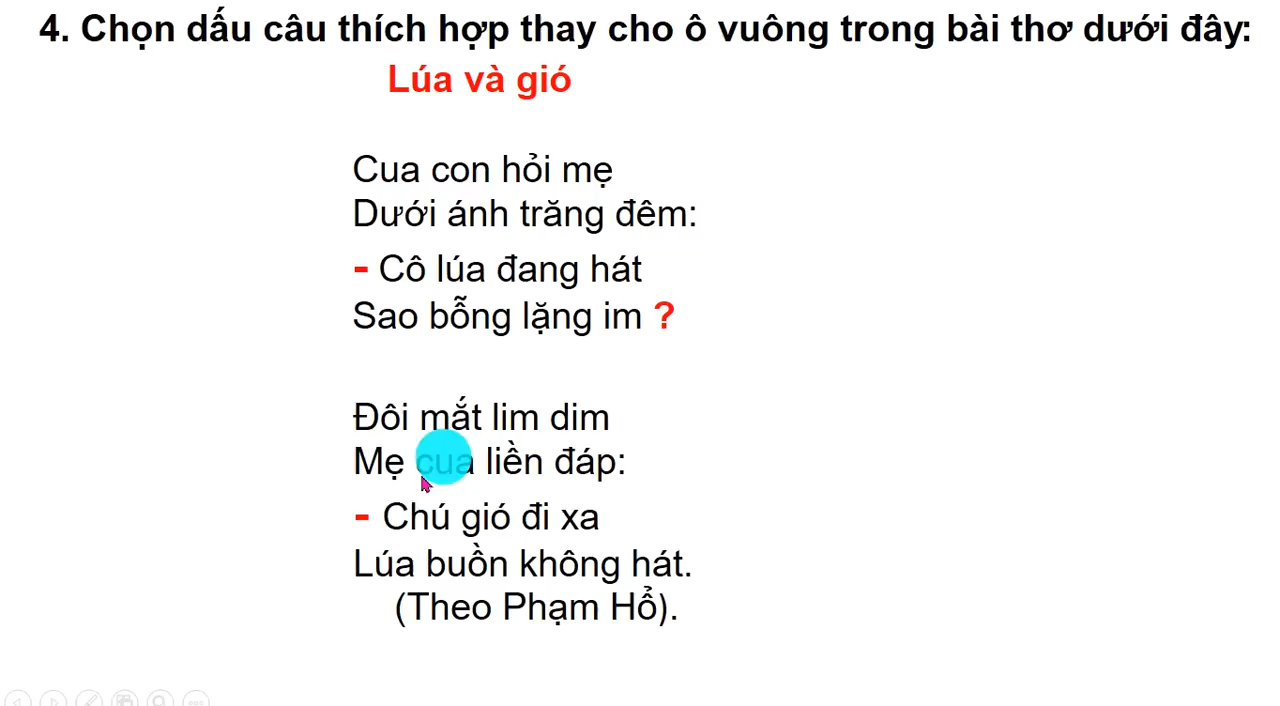 4. Chọn dấu câu thích hợp thay cho ô vuông trong bài thơ dưới đây:
Lúa và gió
Cua con hỏi mẹ
Dưới ánh trăng đêm:
- Cô lúa đang hát
Sao bỗng lặng im ?
Đôi mắt lim dim
Mẹ cua liền đáp:
- Chú gió đi xa
Lúa buồn không hát.
(Theo Phạm Hổ).